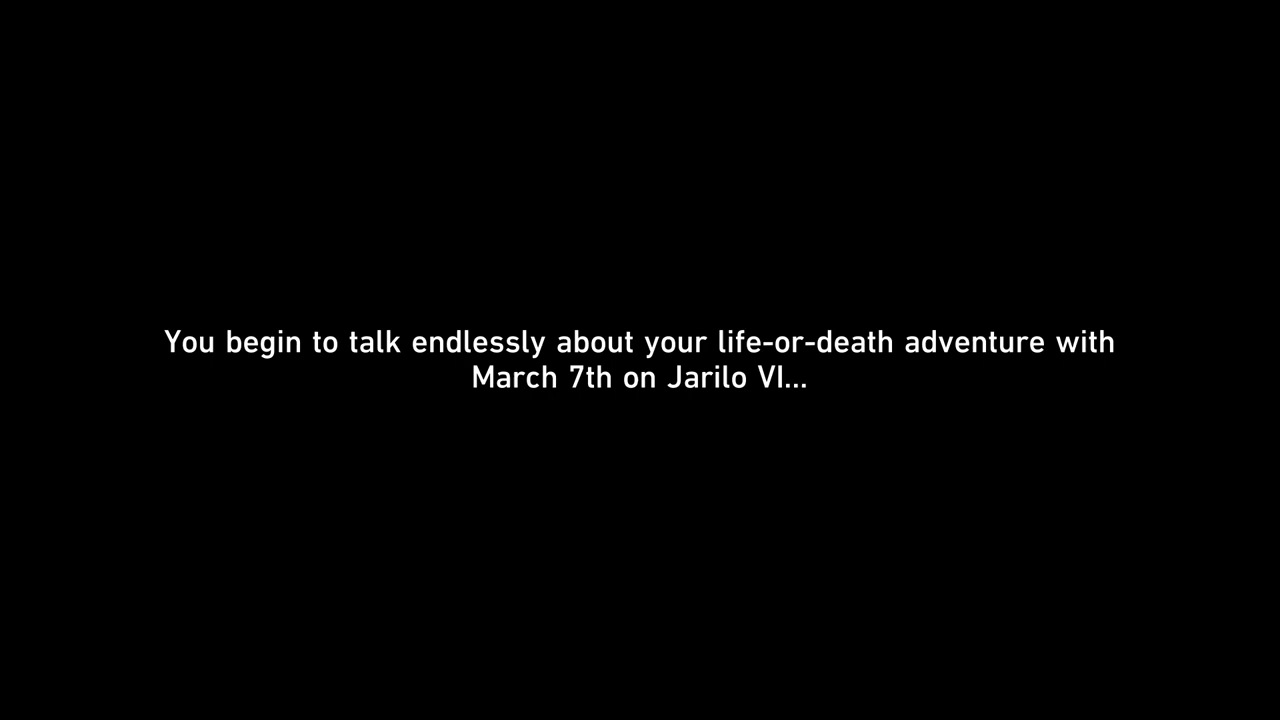 You begin to talk endlessly about your life-or-death adventure with
March 7th on Jarilo VI...